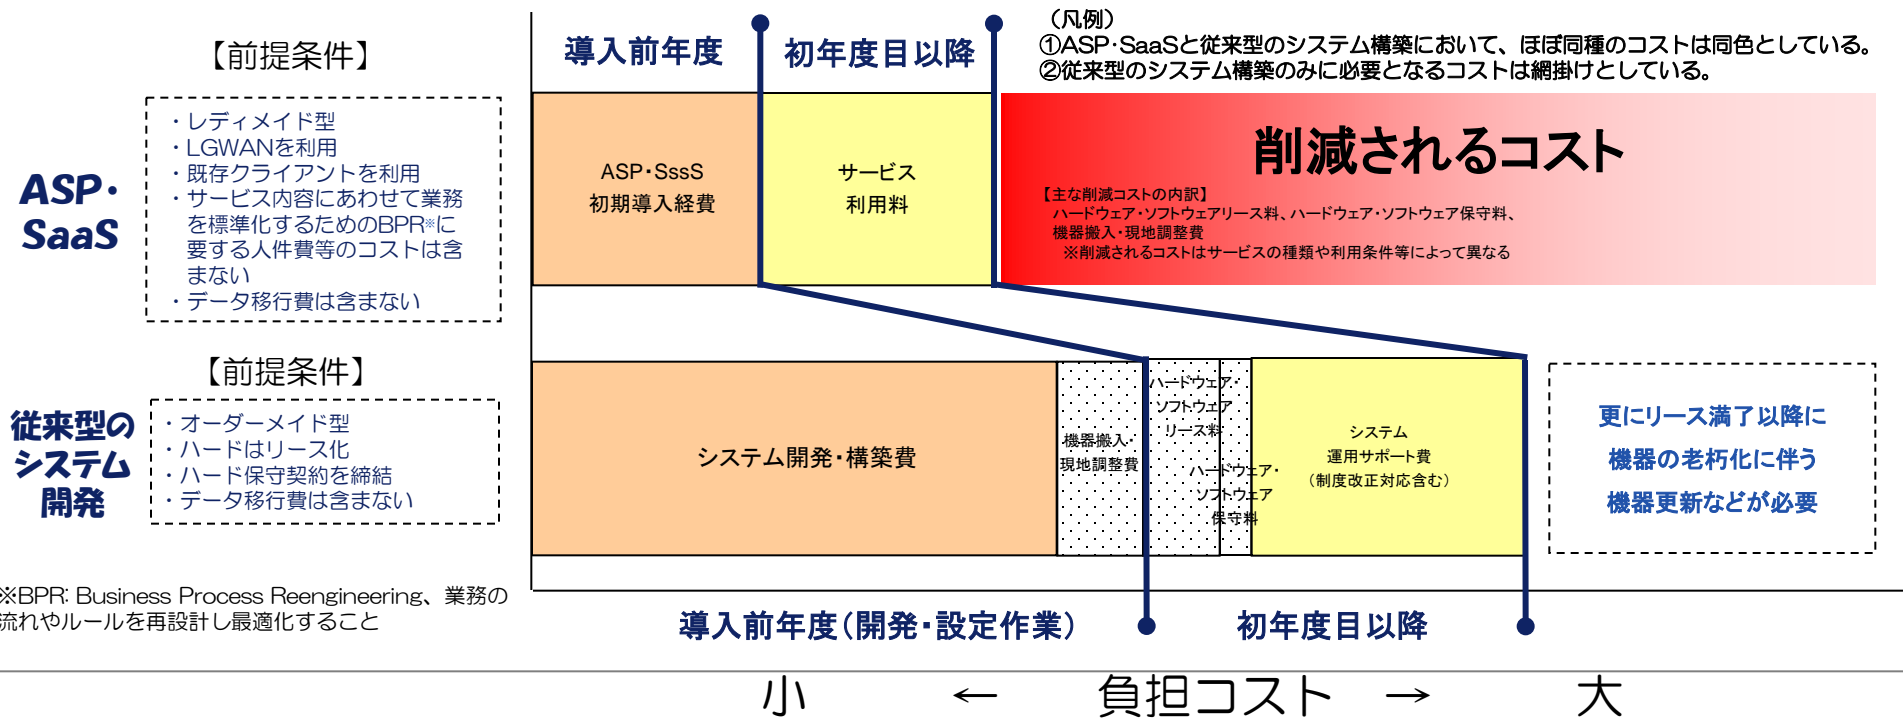 【前提条件】
導入前年度
初年度目以降
（凡例）
①ASP･SaaSと従来型のシステム構築において、ほぼ同種のコストは同色としている。
②従来型のシステム構築のみに必要となるコストは網掛けとしている。
ASP・
SaaS
・レディメイド型
・LGWANを利用
・既存クライアントを利用
・サービス内容にあわせて業務
を標準化するためのBPR※に
要する人件費等のコストは含
まない
・データ移行費は含まない
ASP・SssS
初期導入経費
サービス
利用料
削減されるコスト
【主な削減コストの内訳】
ハードウェア・ソフトウェアリース料、ハードウェア・ソフトウェア保守料、
機器搬入・現地調整費
※削減されるコストはサービスの種類や利用条件等によって異なる
【前提条件】
従来型の
システム
開発
・オーダーメイド型
・ハードはリース化
・ハード保守契約を締結
・データ移行費は含まない
システム開発・構築費
機器搬入・
現地調整費
ハードウェア・
ソフトウェア
リース料
ハードウェア・
ソフトウェア
保守料
システム
運用サポート費
（制度改正対応含む）
更にリース満了以降に
機器の老朽化に伴う
機器更新などが必要
※BPR: Business Process Reengineering、業務の
流れやルールを再設計し最適化すること
導入前年度（開発・設定作業）
初年度目以降
小 ← 負担コスト → 大